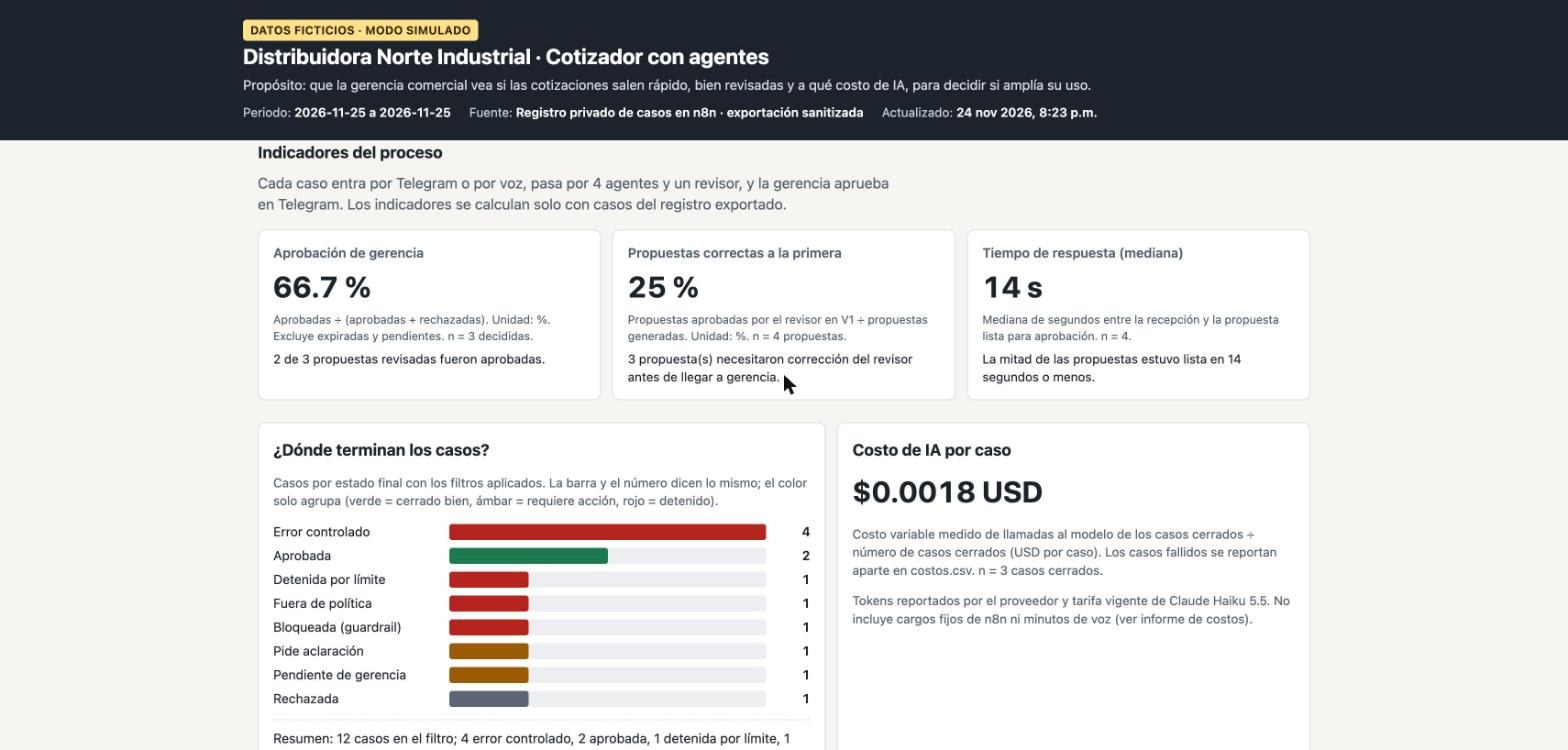 DATOS FICTICIOS · MODO SIMULADO
Distribuidora Norte Industrial · Cotizador con agentes
Propósito: que la gerencia comercial vea si las cotizaciones salen rápido, bien revisadas y a qué costo de IA, para decidir si amplía su uso.
Periodo: 2026-11-25 a 2026-11-25 Fuente: Registro privado de casos en n8n · exportación sanitizada Actualizado: 24 nov 2026, 8:23 p.m.
Indicadores del proceso
Cada caso entra por Telegram o por voz, pasa por 4 agentes y un revisor, y la gerencia aprueba
en Telegram. Los indicadores se calculan solo con casos del registro exportado.
Aprobación de gerencia
66.7 %
Aprobadas ÷ (aprobadas + rechazadas). Unidad: %.
Excluye expiradas y pendientes. n = 3 decididas.
2 de 3 propuestas revisadas fueron aprobadas.
Propuestas correctas a la primera
25 %
Propuestas aprobadas por el revisor en V1 ÷ propuestas
generadas. Unidad: %. n = 4 propuestas.
3 propuesta(s) necesitaron corrección del revisor
antes de llegar a gerencia.
Tiempo de respuesta (mediana)
14 s
Mediana de segundos entre la recepción y la propuesta
lista para aprobación. n = 4.
La mitad de las propuestas estuvo lista en 14
segundos o menos.
¿Dónde terminan los casos?
Casos por estado final con los filtros aplicados. La barra y el número dicen lo mismo; el color
solo agrupa (verde = cerrado bien, ámbar = requiere acción, rojo = detenido).
Error controlado 4
Aprobada 2
Detenida por límite 1
Fuera de política 1
Bloqueada (guardrail) 1
Pide aclaración 1
Pendiente de gerencia 1
Rechazada 1
Resumen: 12 casos en el filtro; 4 error controlado, 2 aprobada, 1 detenida por límite, 1
Costo de IA por caso
$0.0018 USD
Costo variable medido de llamadas al modelo de los casos cerrados ÷
número de casos cerrados (USD por caso). Los casos fallidos se reportan
aparte en costos.csv. n = 3 casos cerrados.
Tokens reportados por el proveedor y tarifa vigente de Claude Haiku 5.5. No
incluye cargos fijos de n8n ni minutos de voz (ver informe de costos).